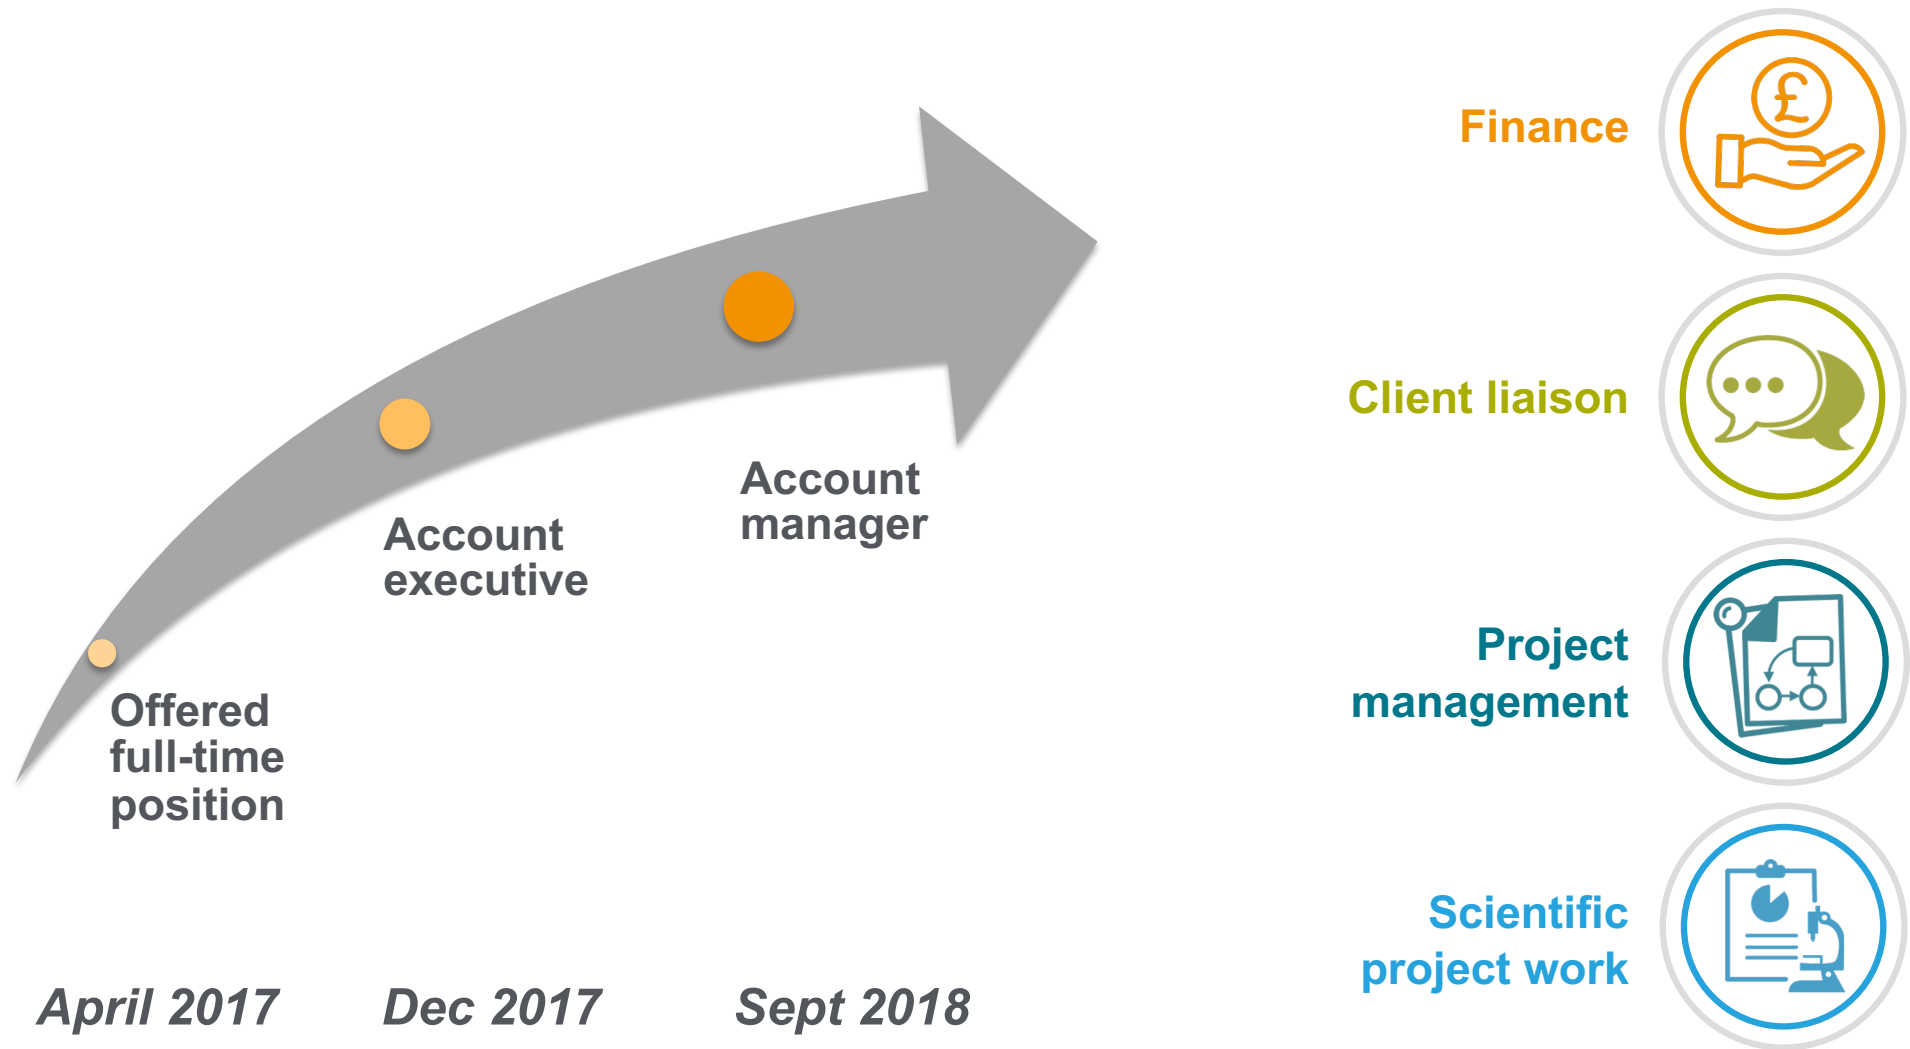 Offered
full-time
position
April 2017
Account
executive
Dec 2017
Account
manager
Sept 2018
Finance
£
Client liaison
Project
management
Scientific
project work